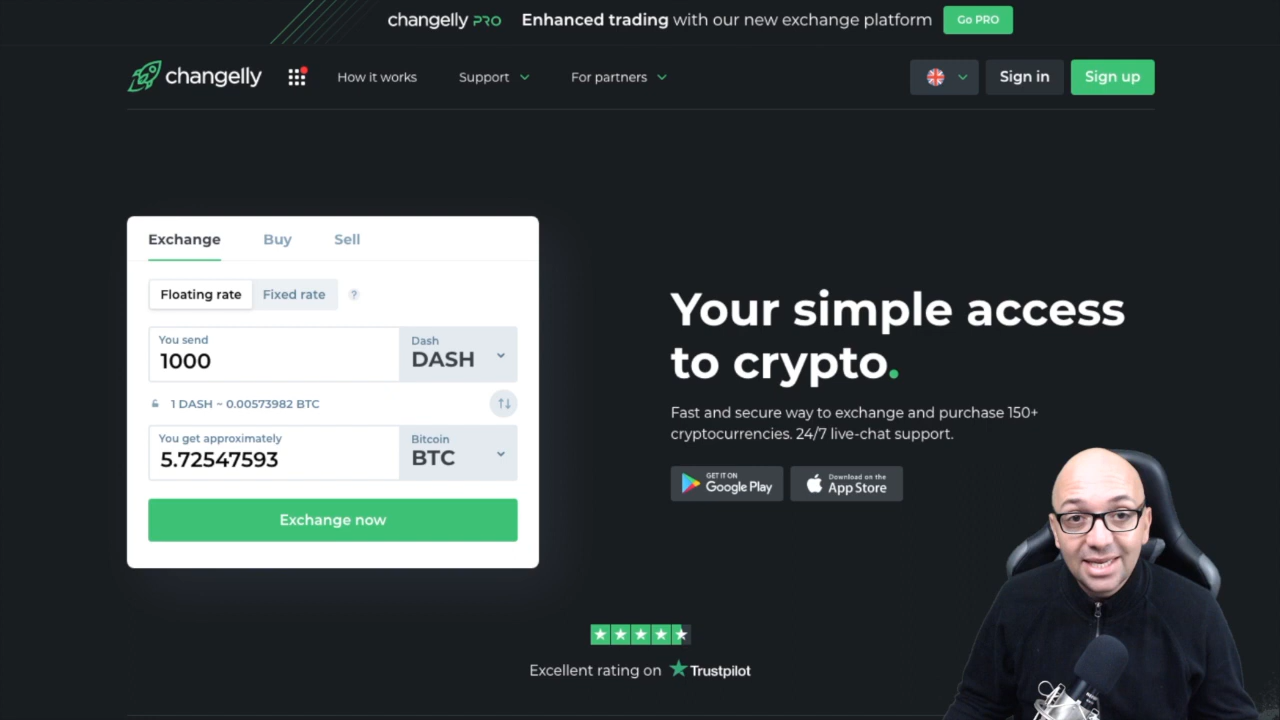 changelly PRO Enhanced trading with our new exchange platform Go PRO
changelly How it works Support For partners Sign in Sign up
Exchange Buy Sell
Floating rate Fixed rate ?
You send
1000
Dash
DASH
1 DASH ~ 0.00573982 BTC
You get approximately
5.72547593
Bitcoin
BTC
Exchange now
Your simple access
to crypto.
Fast and secure way to exchange and purchase 150+
cryptocurrencies. 24/7 live-chat support.
GET IT ON
Google Play
Download on the
App Store
Excellent rating on Trustpilot